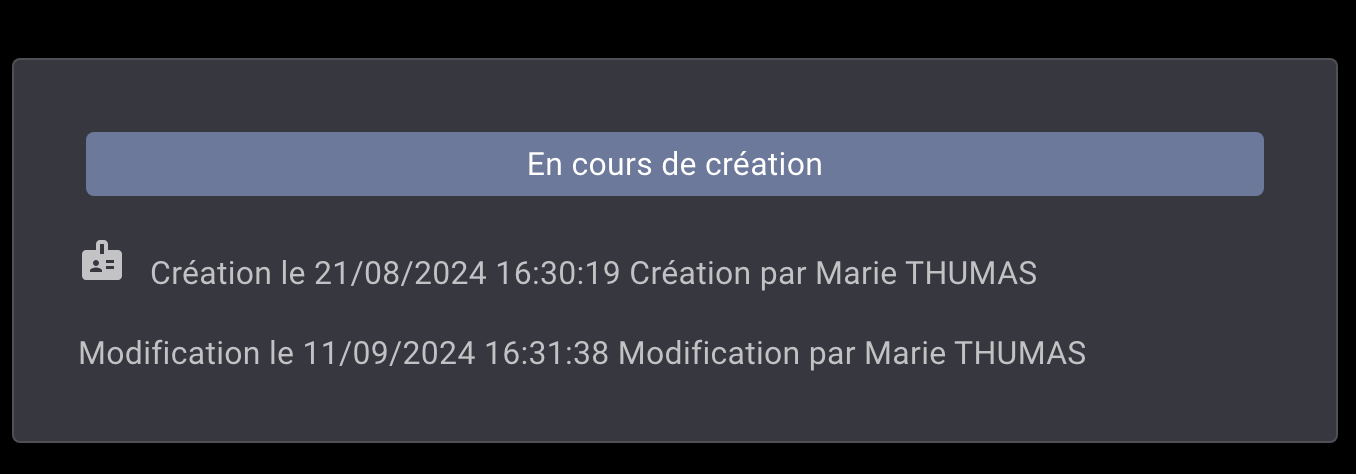 En cours de création
Création le 21/08/2024 16:30:19 Création par Marie THUMAS
Modification le 11/09/2024 16:31:38 Modification par Marie THUMAS